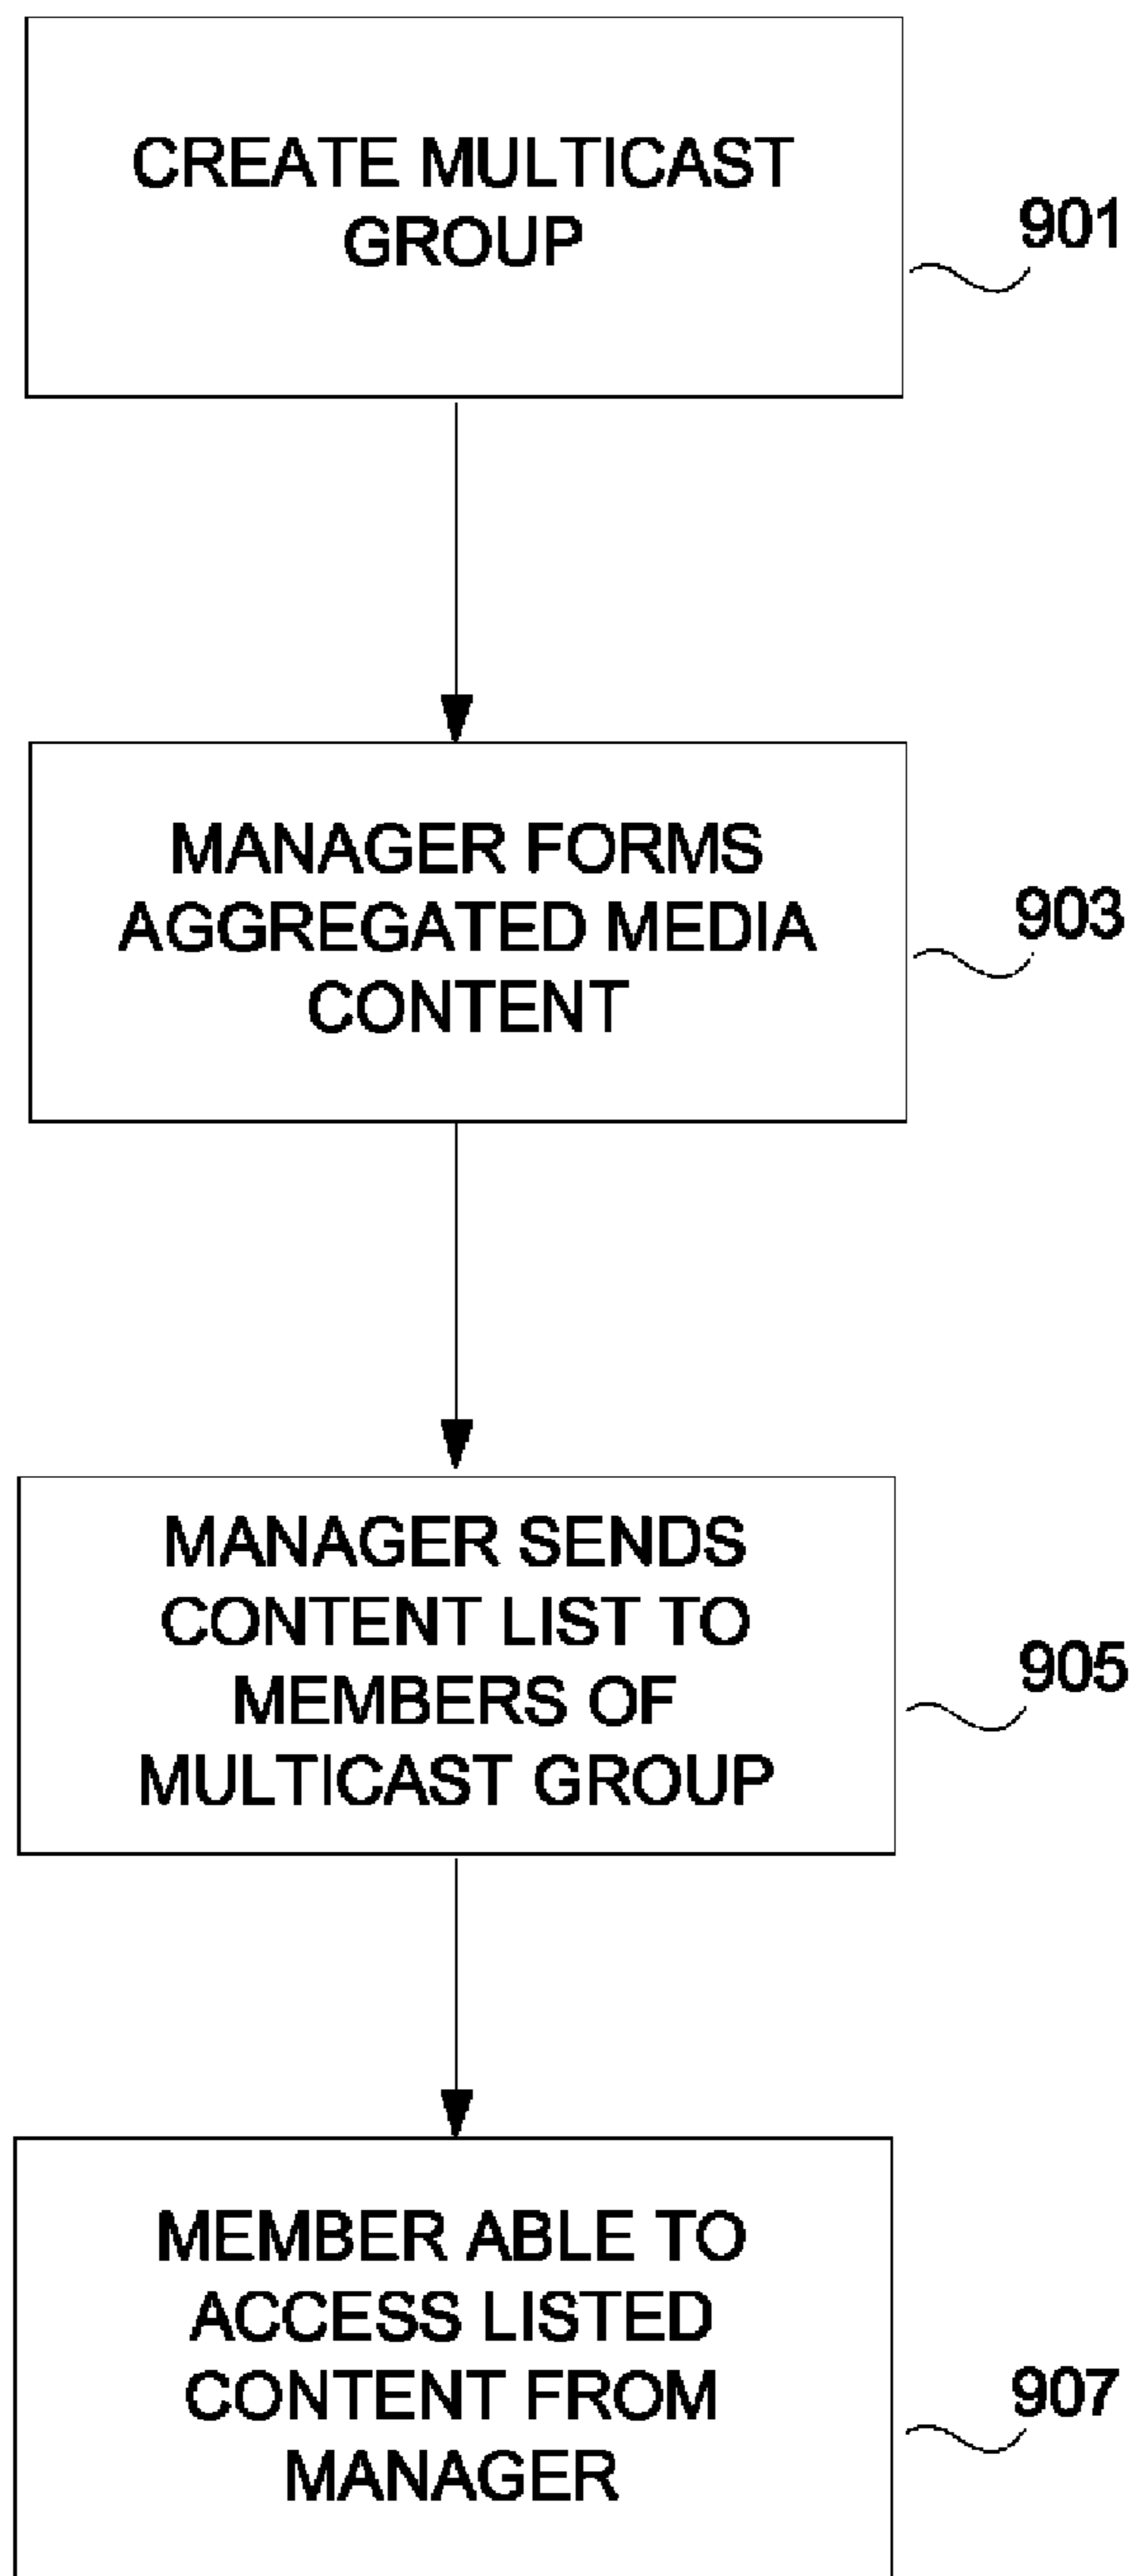 CREATE MULTICAST
GROUP
901
MANAGER FORMS
AGGREGATED MEDIA
CONTENT
903
MANAGER SENDS
CONTENT LIST TO
MEMBERS OF
MULTICAST GROUP
905
MEMBER ABLE TO
ACCESS LISTED
CONTENT FROM
MANAGER
907